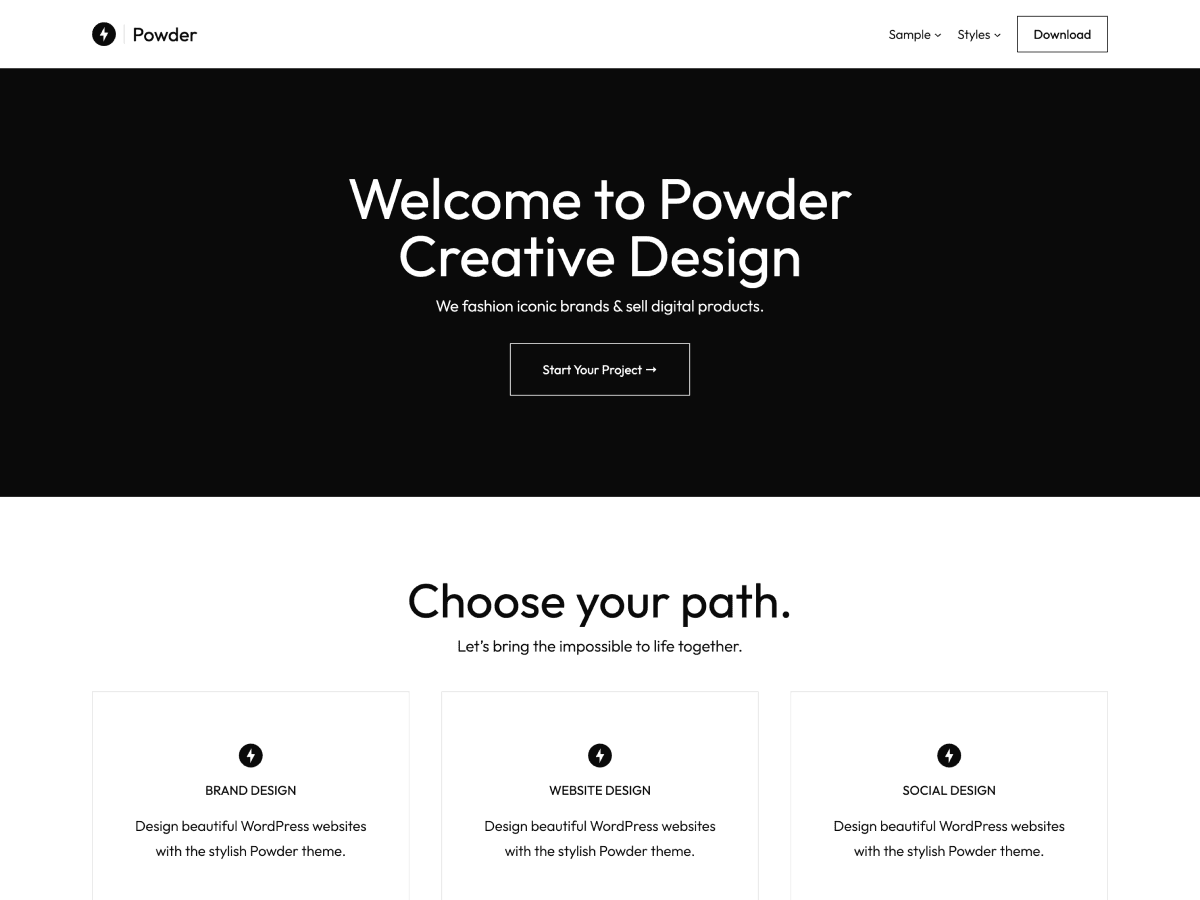 Powder
Sample
Styles
Download
Welcome to Powder
Creative Design
We fashion iconic brands & sell digital products.
Start Your Project →
Choose your path.
Let’s bring the impossible to life together.
BRAND DESIGN
Design beautiful WordPress websites
with the stylish Powder theme.
WEBSITE DESIGN
Design beautiful WordPress websites
with the stylish Powder theme.
SOCIAL DESIGN
Design beautiful WordPress websites
with the stylish Powder theme.